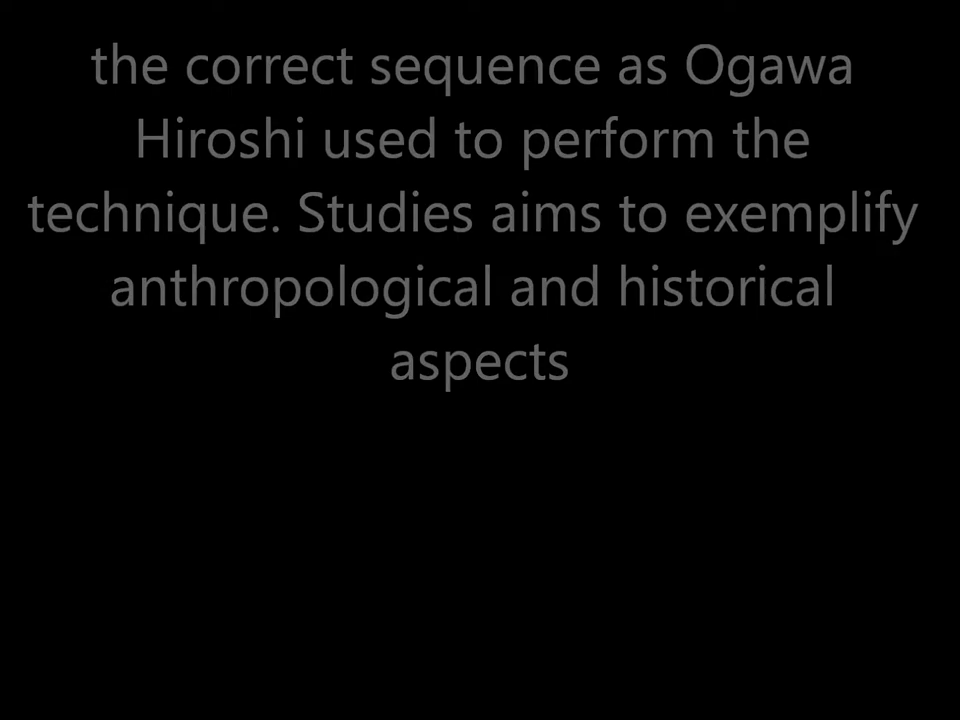 the correct sequence as Ogawa
Hiroshi used to perform the
technique. Studies aims to exemplify
anthropological and historical
aspects